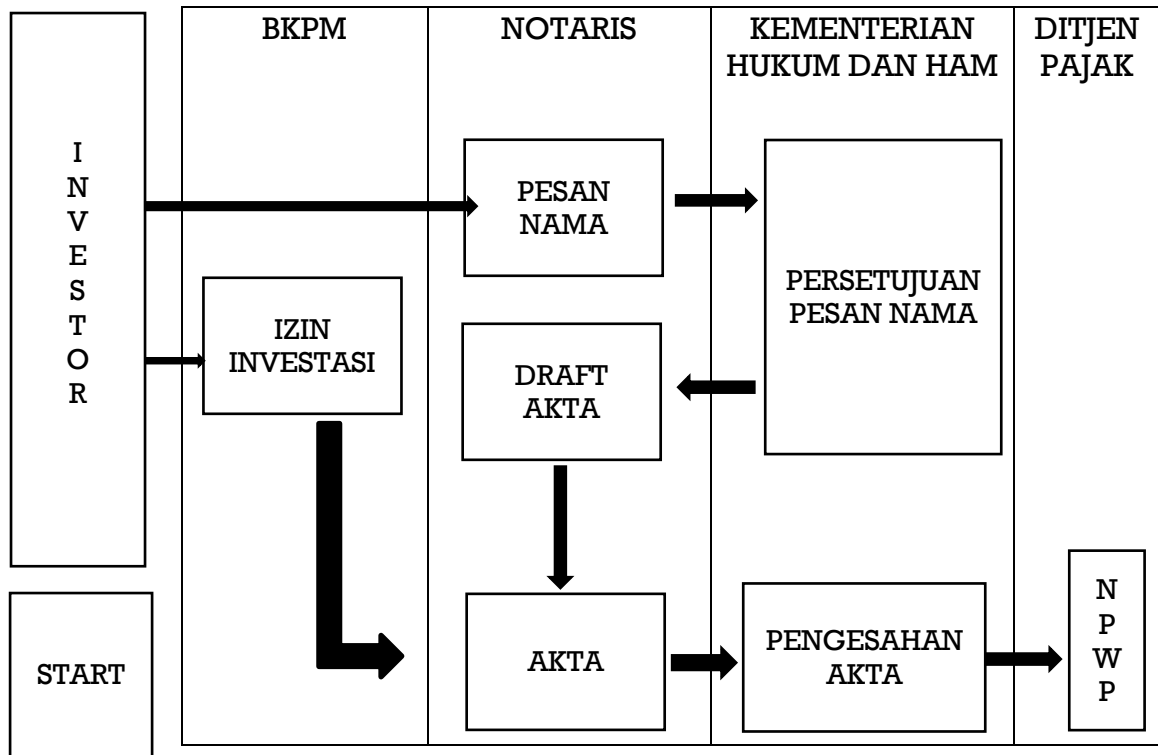 BKPM
NOTARIS
KEMENTERIAN
HUKUM DAN HAM
DITJEN
PAJAK
I
N
V
E
S
T
O
R
PESAN
NAMA
PERSETUJUAN
PESAN NAMA
IZIN
INVESTASI
DRAFT
AKTA
START
AKTA
PENGESAHAN
AKTA
N
P
W
P